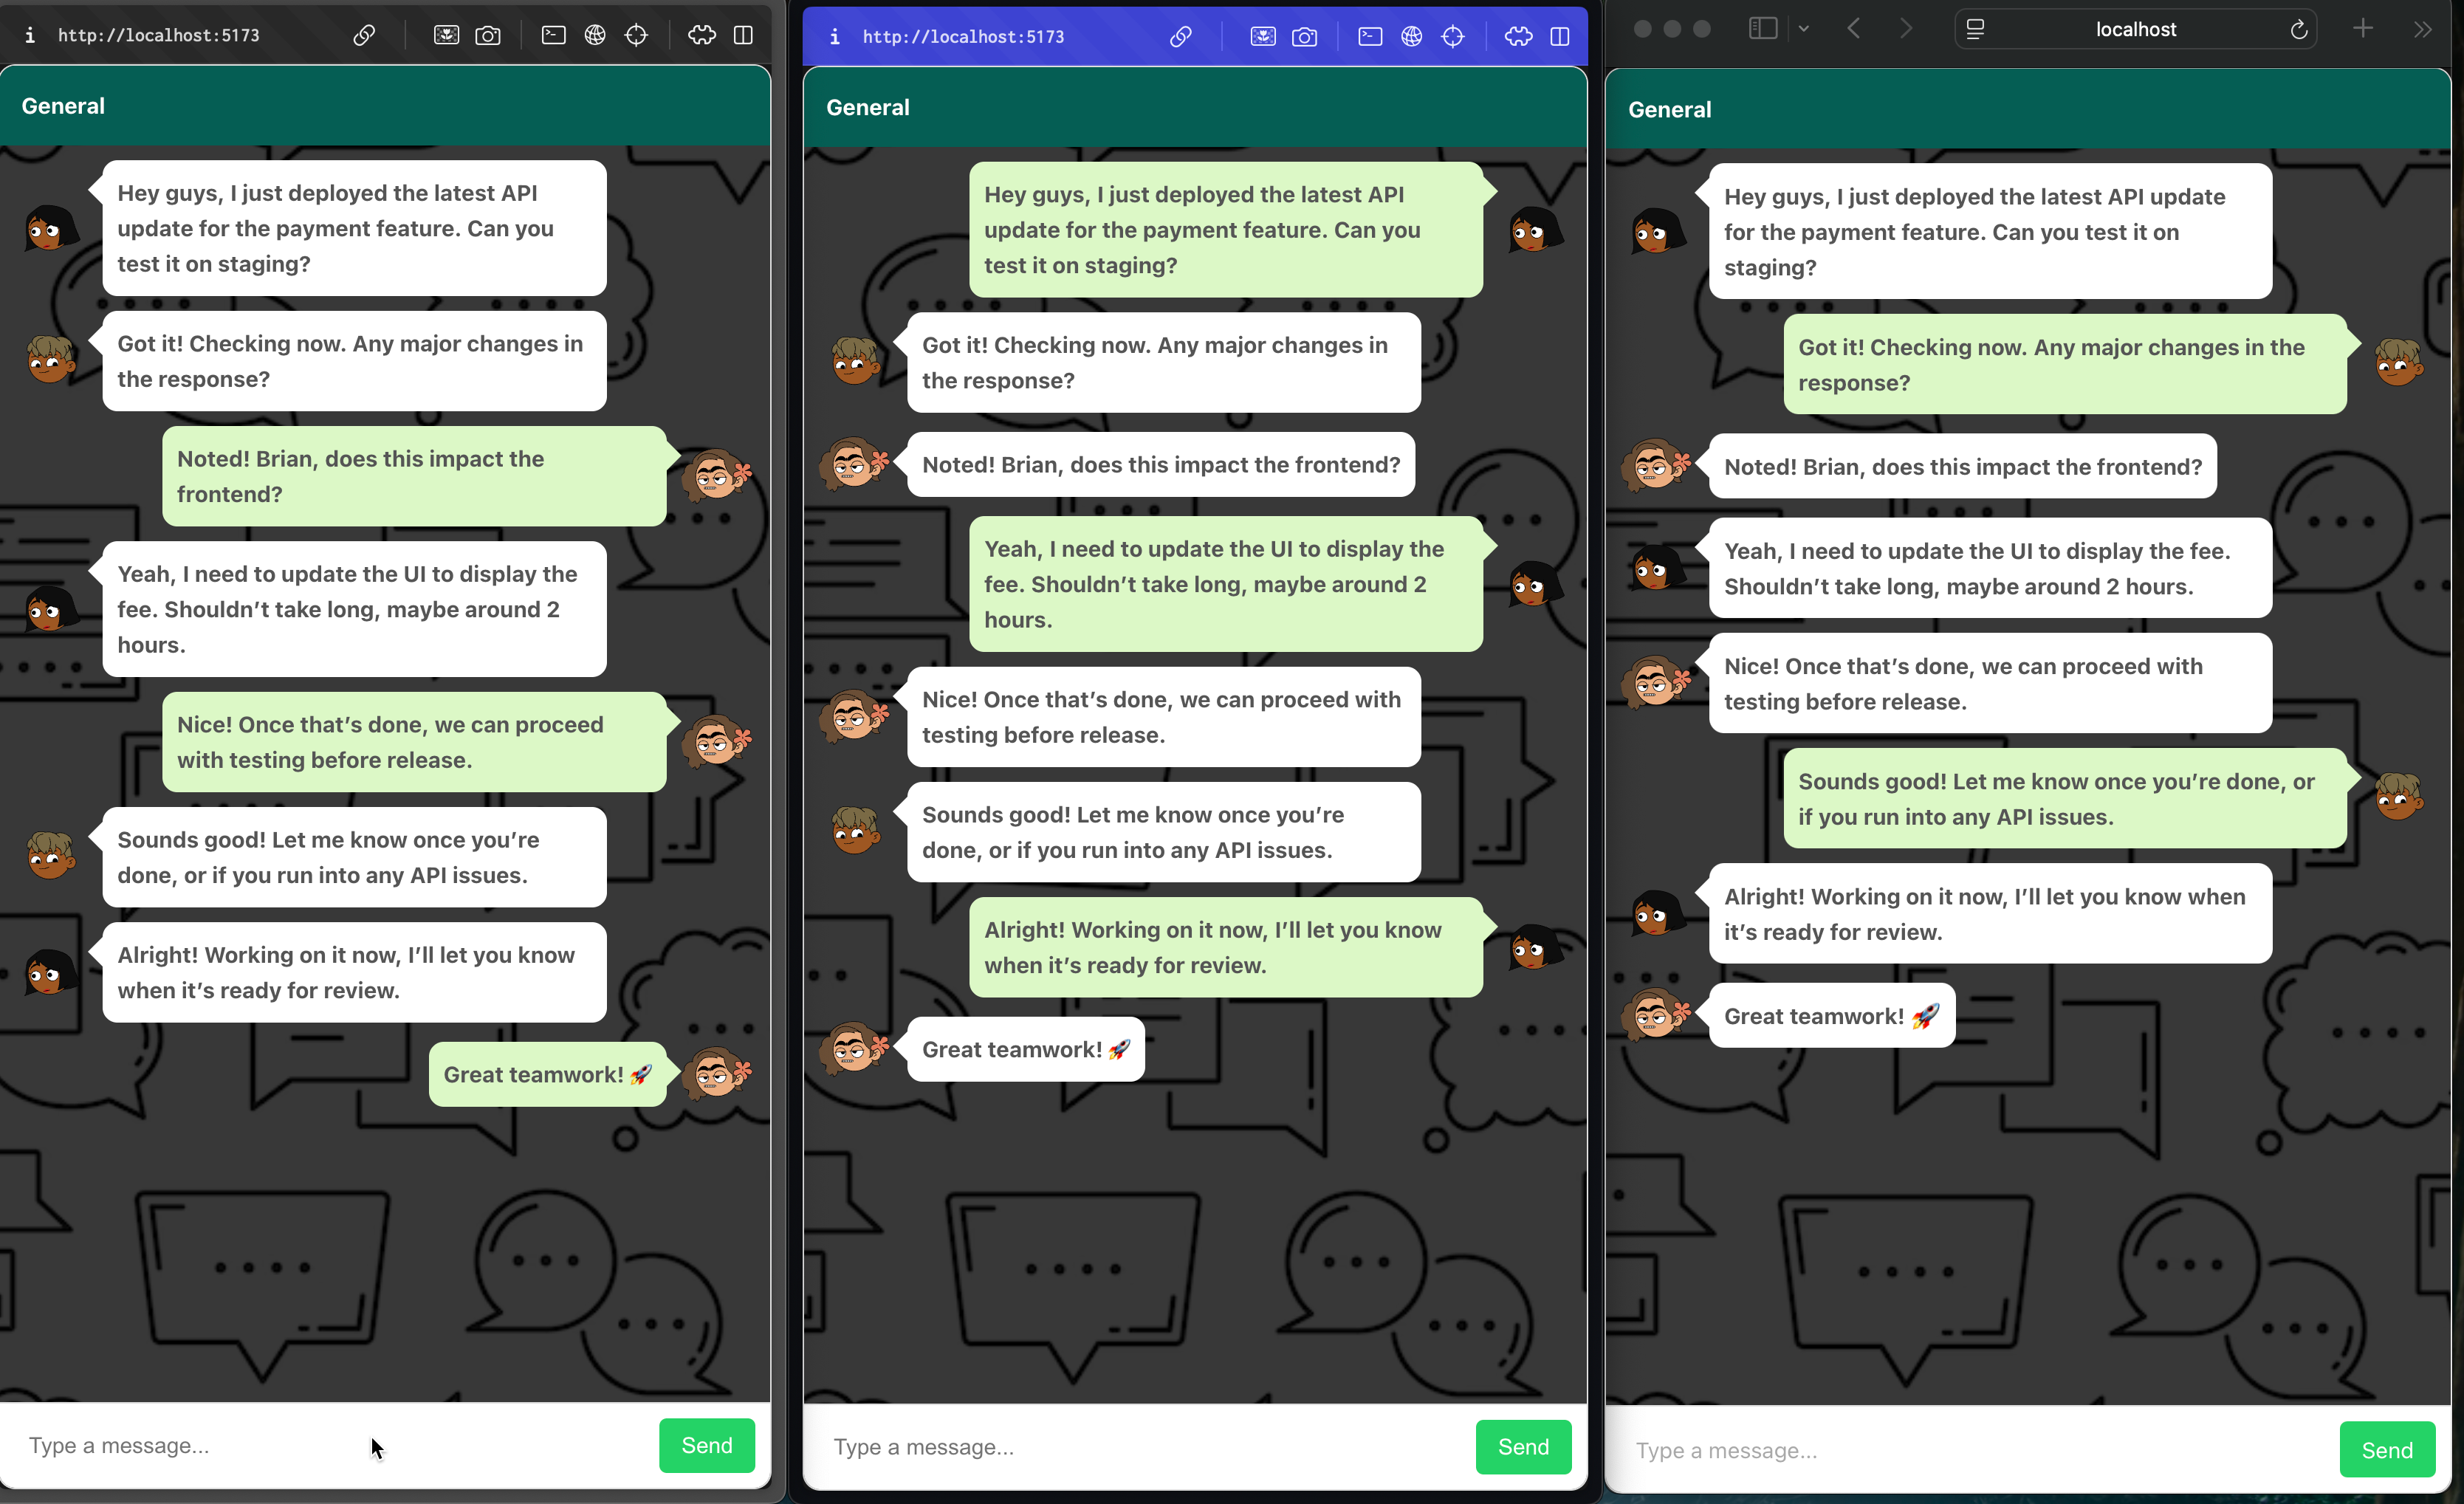 i http://localhost:5173
General
Hey guys, I just deployed the latest API
update for the payment feature. Can you
test it on staging?
Got it! Checking now. Any major changes in
the response?
Noted! Brian, does this impact the
frontend?
Yeah, I need to update the UI to display the
fee. Shouldn’t take long, maybe around 2
hours.
Nice! Once that’s done, we can proceed
with testing before release.
Sounds good! Let me know once you’re
done, or if you run into any API issues.
Alright! Working on it now, I’ll let you know
when it’s ready for review.
Great teamwork! 🚀
Type a message...
Send
i http://localhost:5173
General
Hey guys, I just deployed the latest API
update for the payment feature. Can you
test it on staging?
Got it! Checking now. Any major changes in
the response?
Noted! Brian, does this impact the frontend?
Yeah, I need to update the UI to display the
fee. Shouldn’t take long, maybe around 2
hours.
Nice! Once that’s done, we can proceed with
testing before release.
Sounds good! Let me know once you’re
done, or if you run into any API issues.
Alright! Working on it now, I’ll let you know
when it’s ready for review.
Great teamwork! 🚀
Type a message...
Send
localhost
General
Hey guys, I just deployed the latest API update
for the payment feature. Can you test it on
staging?
Got it! Checking now. Any major changes in the
response?
Noted! Brian, does this impact the frontend?
Yeah, I need to update the UI to display the fee.
Shouldn’t take long, maybe around 2 hours.
Nice! Once that’s done, we can proceed with
testing before release.
Sounds good! Let me know once you’re done, or
if you run into any API issues.
Alright! Working on it now, I’ll let you know when
it’s ready for review.
Great teamwork! 🚀
Type a message...
Send